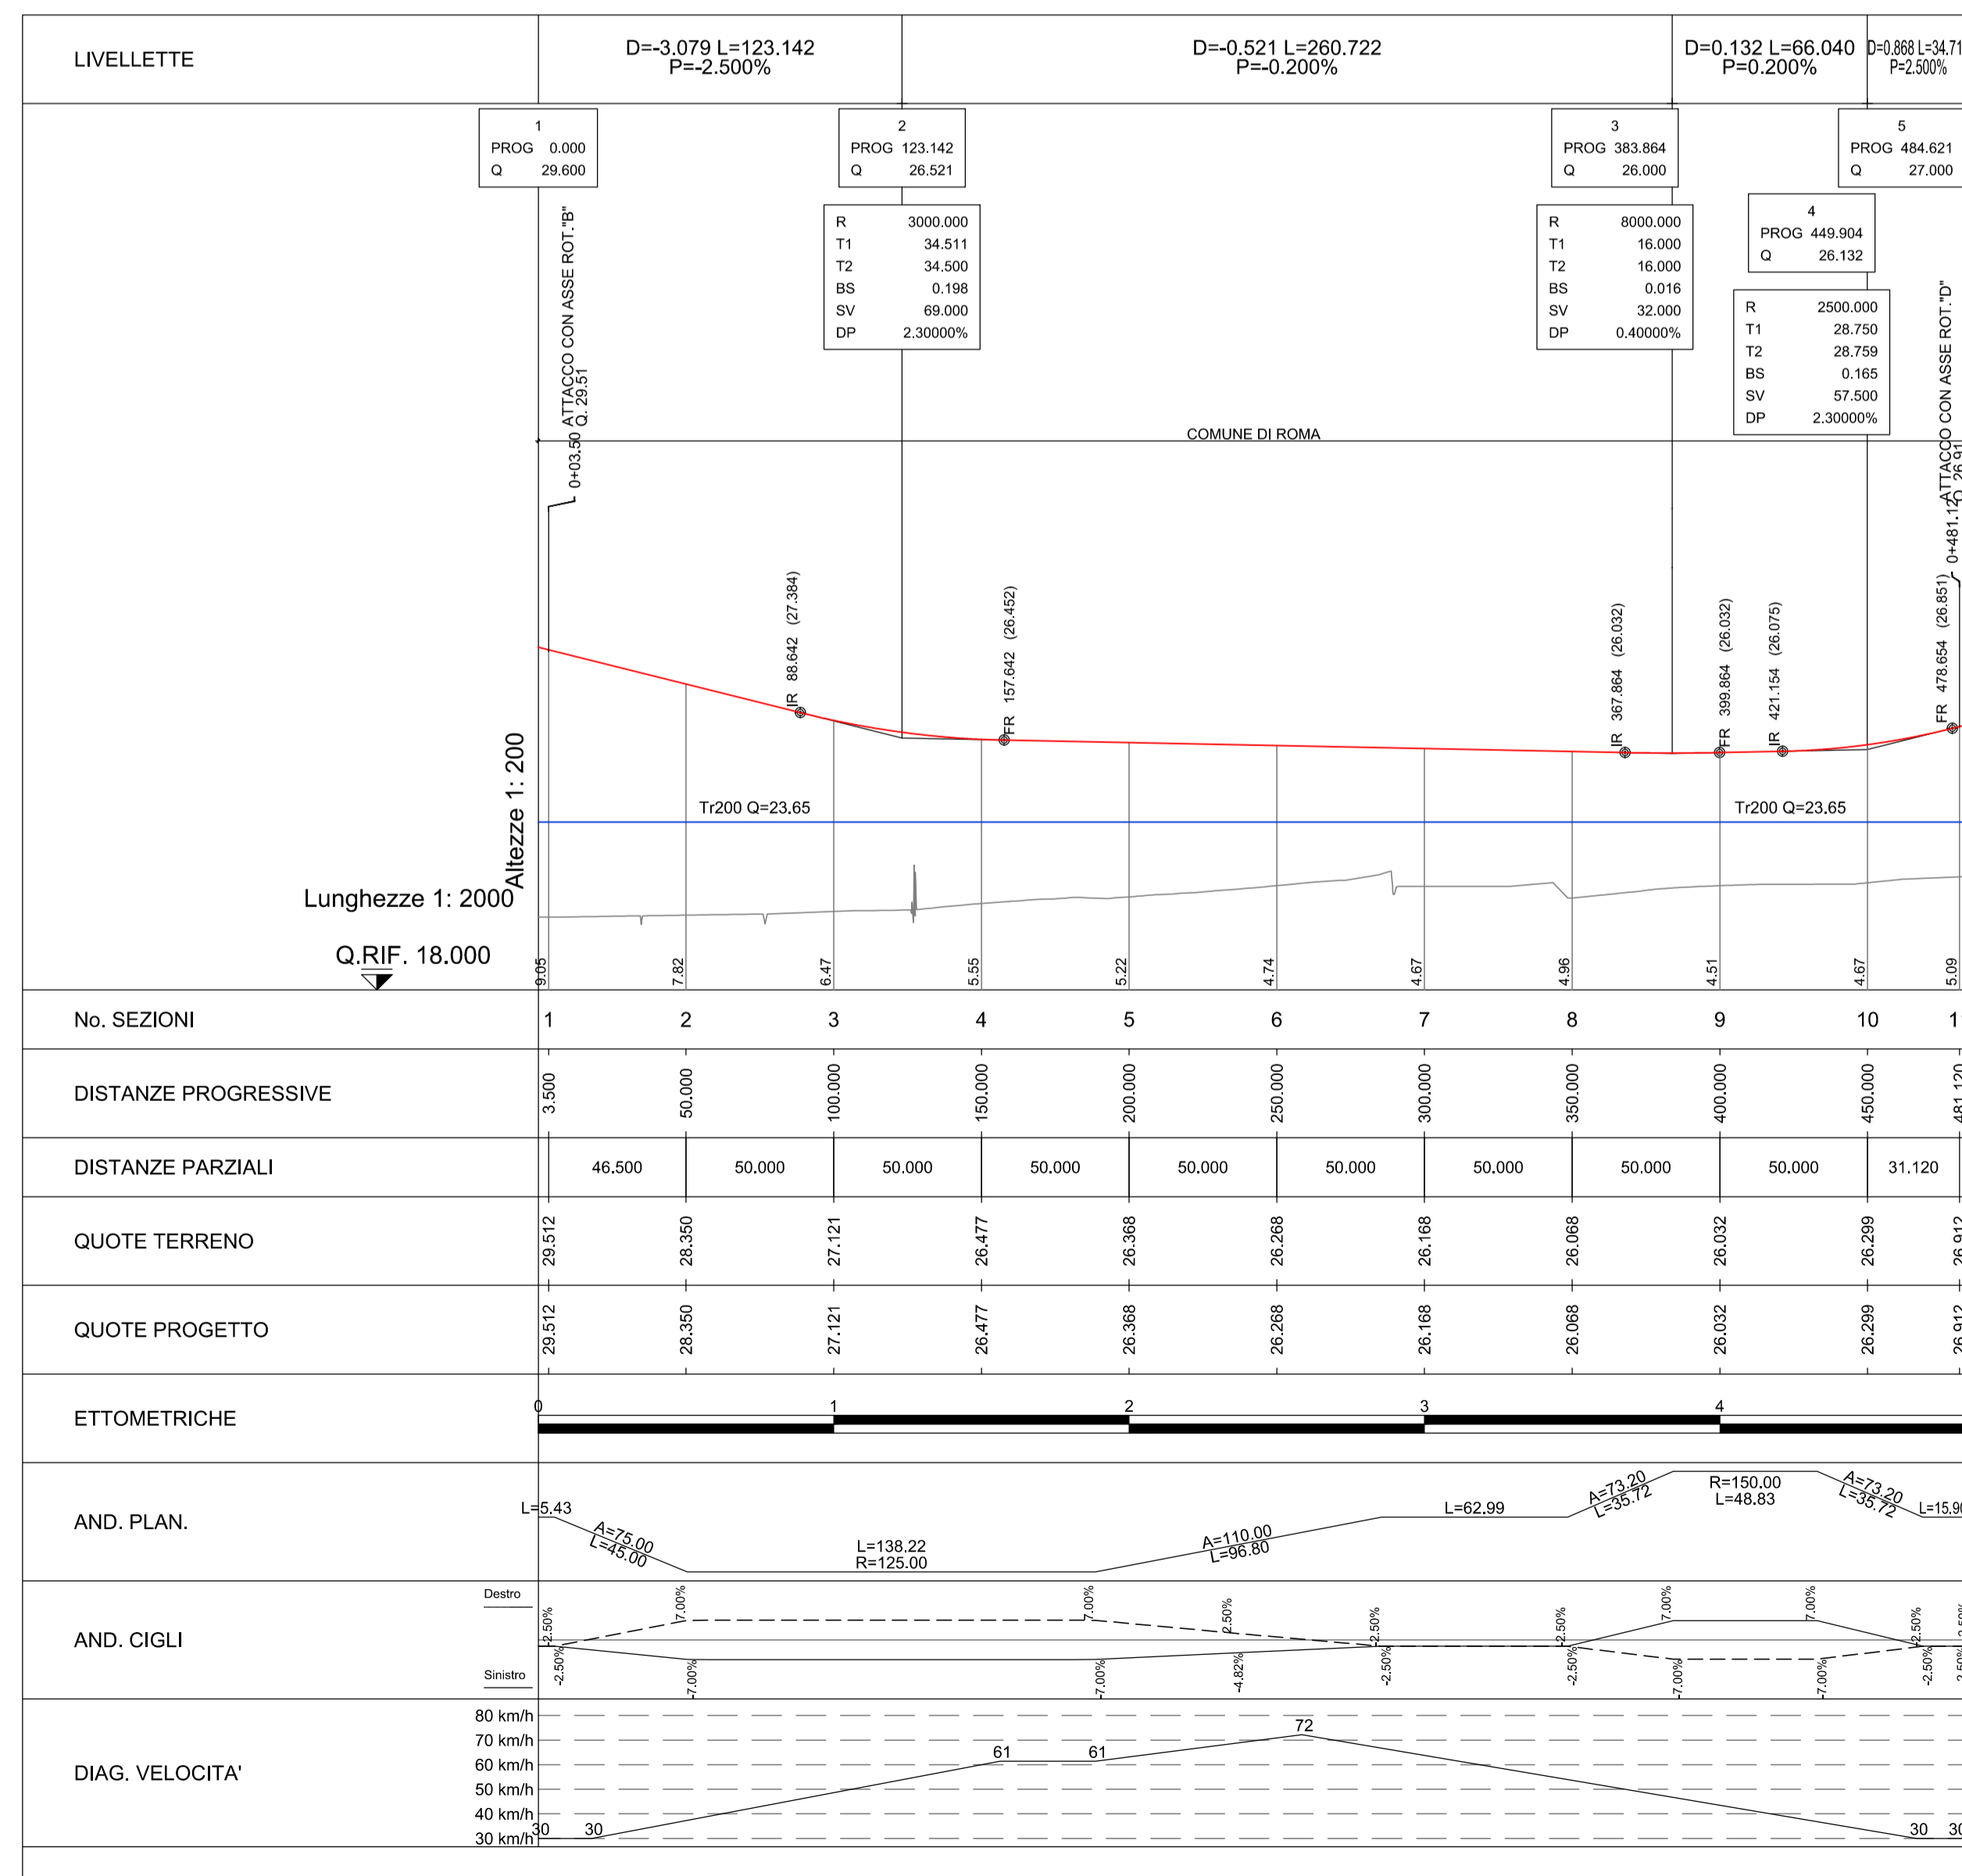 LIVELLETTE
D=-3.079 L=123.142
P=-2.500%
D=-0.521 L=260.722
P=-0.200%
D=0.132 L=66.040
P=0.200%
D=0.868 L=34.71
P=2.500%
1
PROG 0.000
Q 29.600
2
PROG 123.142
Q 26.521
3
PROG 383.864
Q 26.000
5
PROG 484.621
Q 27.000
4
PROG 449.904
Q 26.132
R 3000.000
T1 34.511
T2 34.500
BS 0.198
SV 69.000
DP 2.30000%
R 8000.000
T1 16.000
T2 16.000
BS 0.016
SV 32.000
DP 0.40000%
R 2500.000
T1 28.750
T2 28.759
BS 0.165
SV 57.500
DP 2.30000%
0+03.50 ATTACCO CON ASSE ROT."B"
Q. 29.51
COMUNE DI ROMA
0+481.12 ATTACCO CON ASSE ROT."D"
Q. 26.91
IR 88.642 (27.384)
FR 157.642 (26.452)
IR 367.864 (26.032)
FR 399.864 (26.032)
IR 421.154 (26.075)
FR 478.654 (26.851)
Altezze 1: 200
Tr200 Q=23.65
Tr200 Q=23.65
Lunghezze 1: 2000
Q.RIF. 18.000
9.05 7.82 6.47 5.55 5.22 4.74 4.67 4.96 4.51 4.67 5.09
No. SEZIONI 1 2 3 4 5 6 7 8 9 10
DISTANZE PROGRESSIVE 3.500 50.000 100.000 150.000 200.000 250.000 300.000 350.000 400.000 450.000 481.120
DISTANZE PARZIALI 46.500 50.000 50.000 50.000 50.000 50.000 50.000 50.000 50.000 31.120
QUOTE TERRENO 29.512 28.350 27.121 26.477 26.368 26.268 26.168 26.068 26.032 26.299 26.912
QUOTE PROGETTO 29.512 28.350 27.121 26.477 26.368 26.268 26.168 26.068 26.032 26.299 26.912
ETTOMETRICHE 0 1 2 3 4
AND. PLAN.
L=5.43
A=75.00
L=45.00
L=138.22
R=125.00
A=110.00
L=96.80
L=62.99
A=73.20
L=35.72
R=150.00
L=48.83
A=73.20
L=35.72
L=15.90
AND. CIGLI
Destro
-2.50% 7.00% 7.00% 2.50% -2.50% -2.50% 7.00% 7.00% -2.50%
Sinistro
-2.50% -7.00% -7.00% -4.82% -2.50% -2.50% -7.00% -7.00% -2.50%
DIAG. VELOCITA'
80 km/h
70 km/h
60 km/h
50 km/h
40 km/h
30 km/h
30 30 61 61 72 30 30